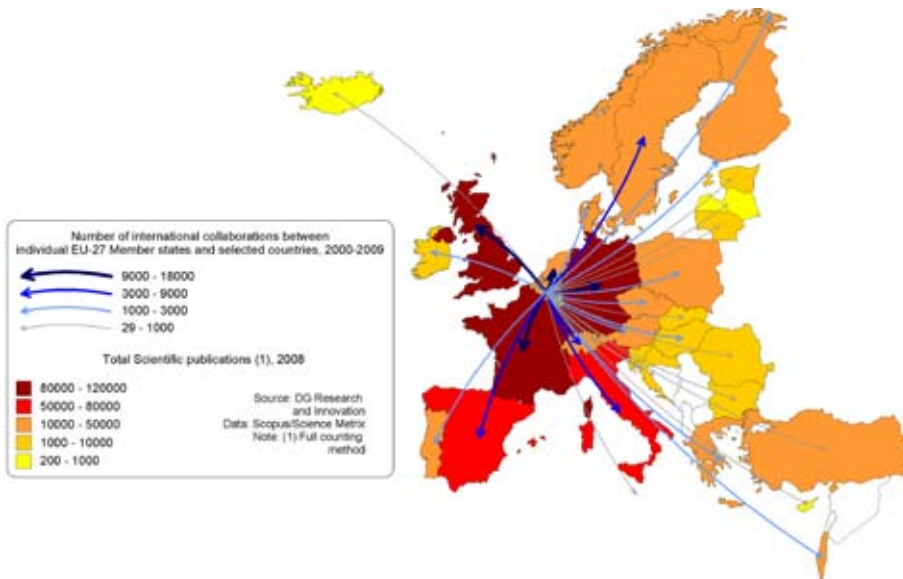 Number of international collaborations between
individual EU-27 Member states and selected countries, 2000-2009
9000 - 18000
3000 - 9000
1000 - 3000
29 - 1000
Total Scientific publications (1), 2008
80000 - 120000
50000 - 80000
10000 - 50000
1000 - 10000
200 - 1000
Source: DG Research
and Innovation
Data: Scopus/Science Metrix
Note: (1) Full counting
method